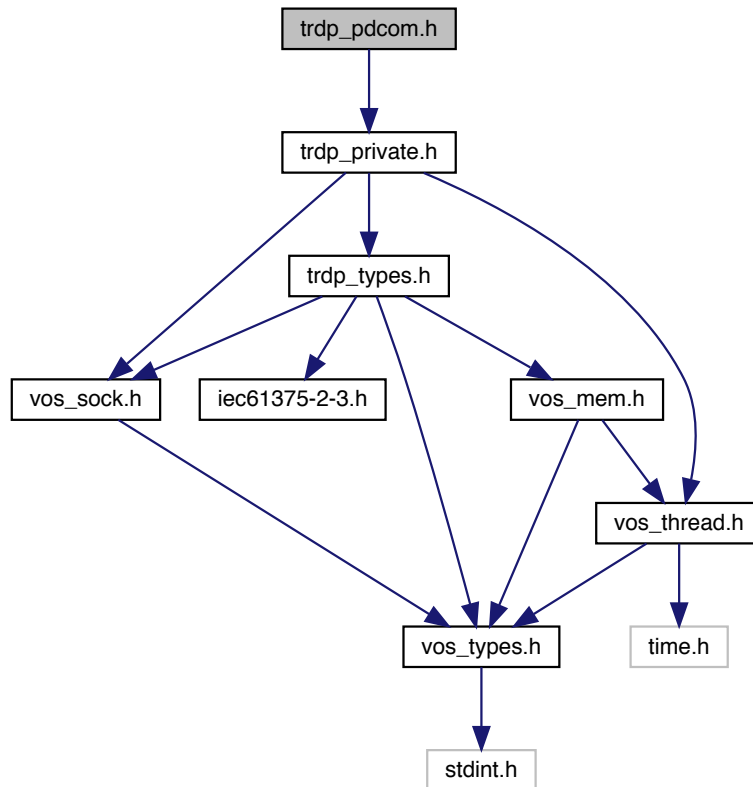 trdp_pdcom.h
trdp_private.h
trdp_types.h
vos_sock.h
iec61375-2-3.h
vos_mem.h
vos_thread.h
vos_types.h
time.h
stdint.h